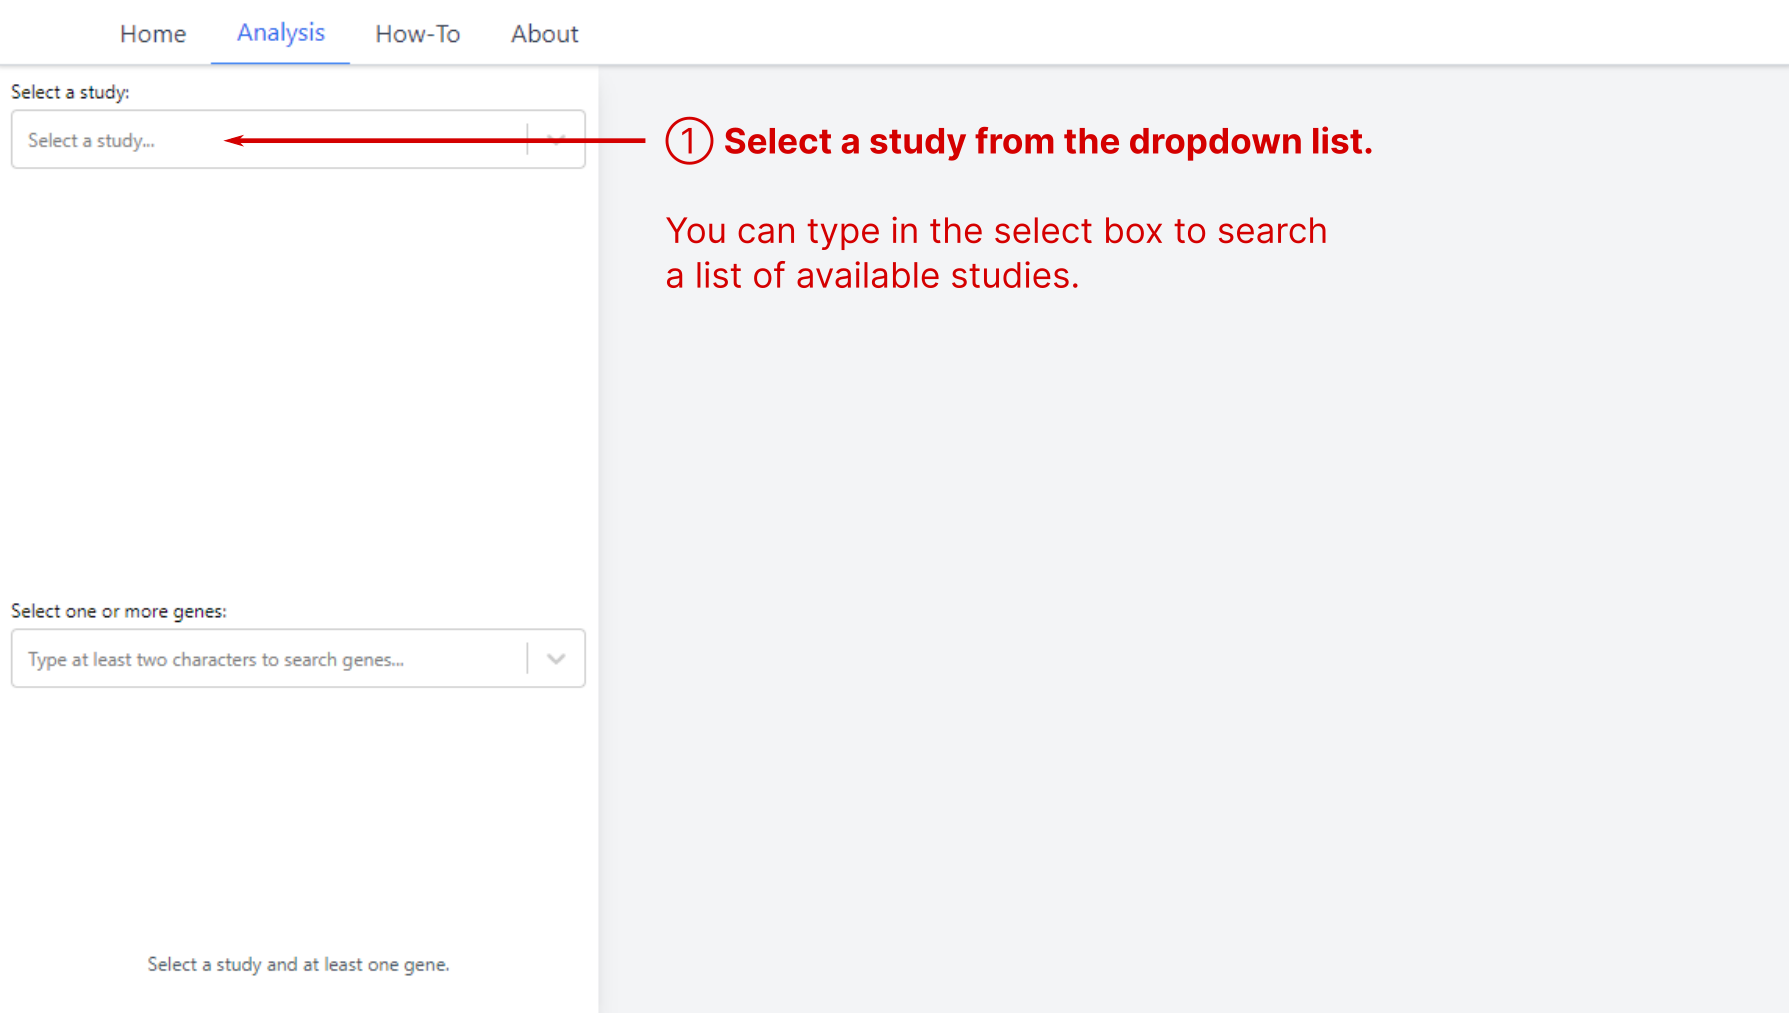 Home Analysis How-To About
Select a study:
Select a study...
① Select a study from the dropdown list.
You can type in the select box to search
a list of available studies.
Select one or more genes:
Type at least two characters to search genes...
Select a study and at least one gene.